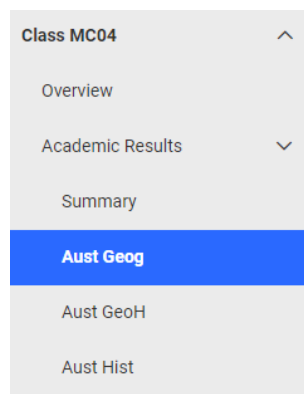 Class MC04
Overview
Academic Results
Summary
Aust Geog
Aust GeoH
Aust Hist